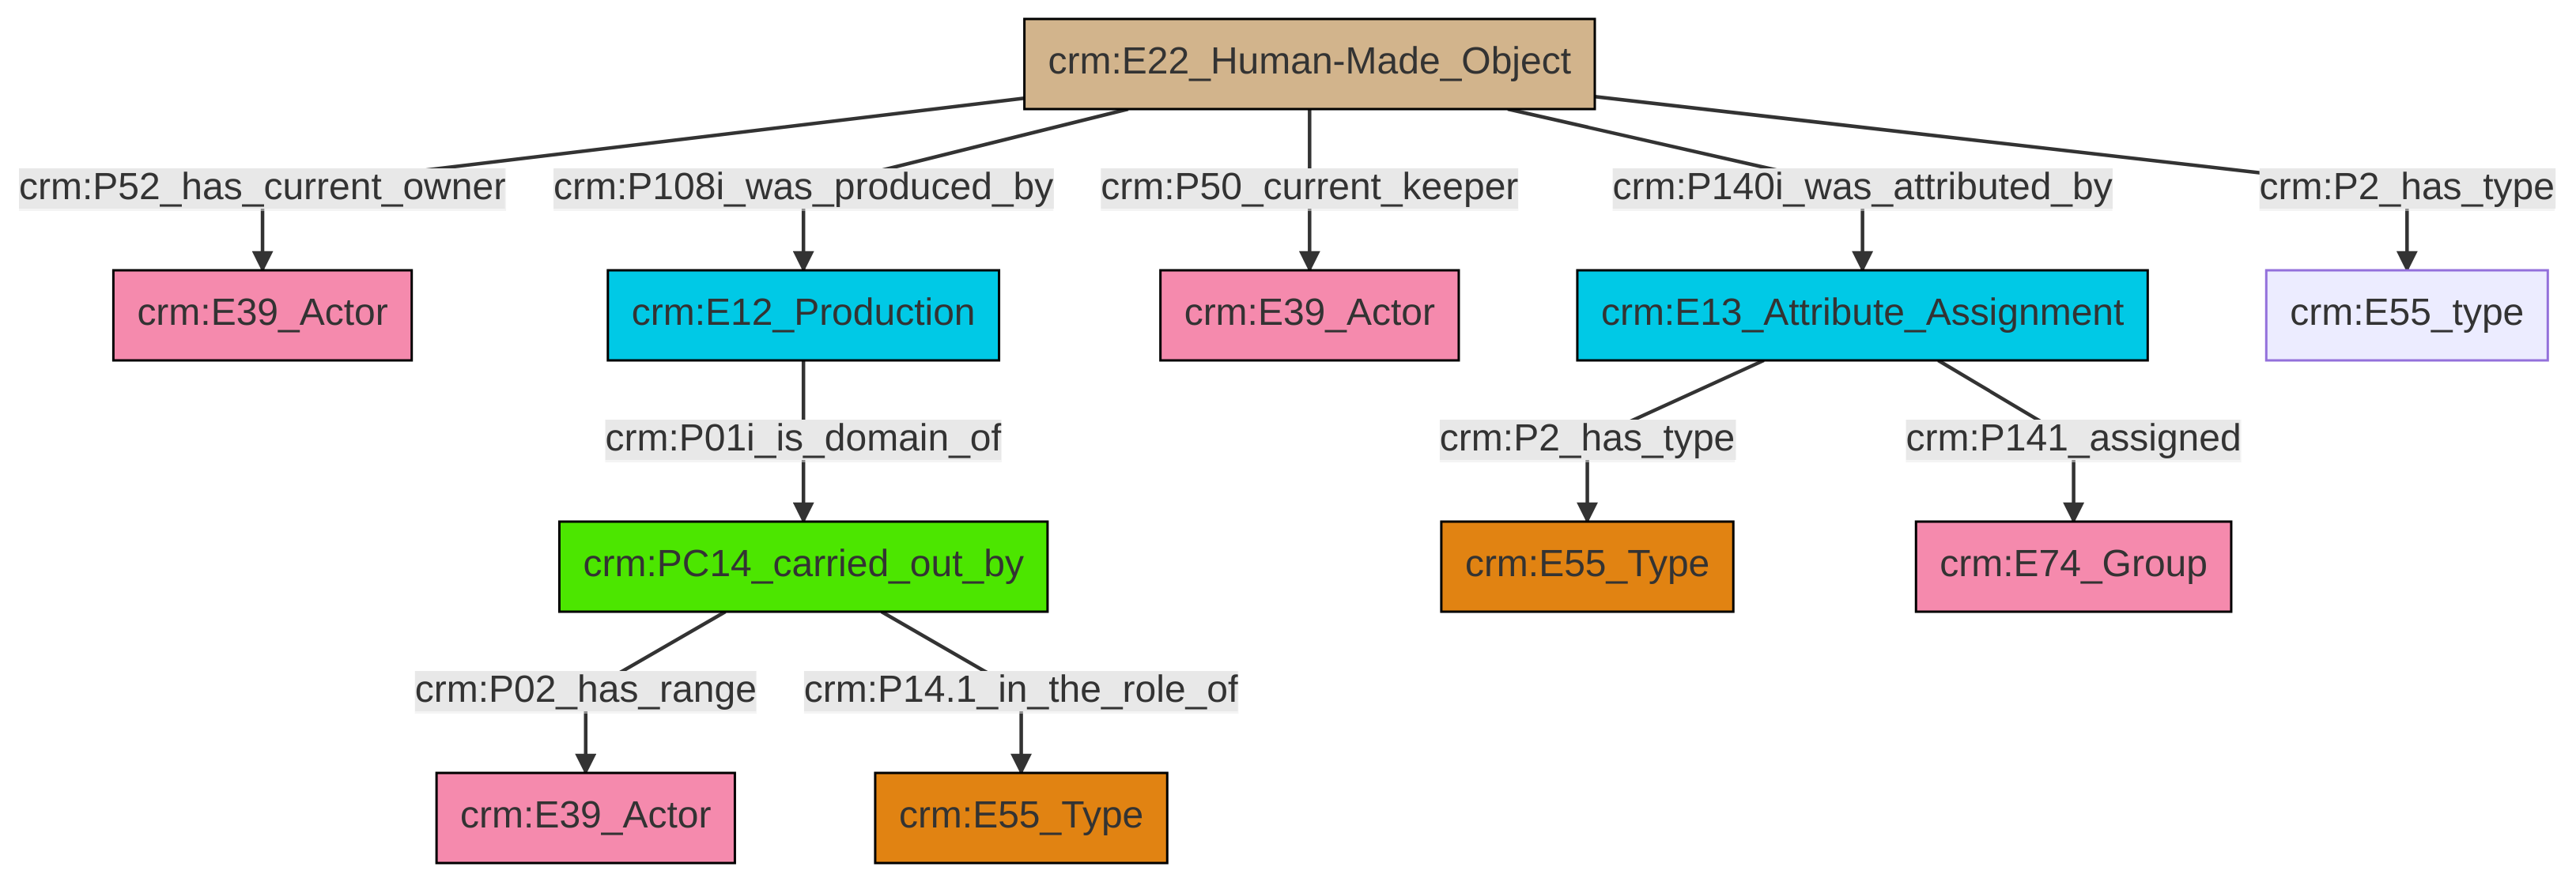 crm:E22_Human-Made_Object
crm:P52_has_current_owner
crm:P108i_was_produced_by
crm:P50_current_keeper
crm:P140i_was_attributed_by
crm:P2_has_type
crm:E39_Actor
crm:E12_Production
crm:E39_Actor
crm:E13_Attribute_Assignment
crm:E55_type
crm:P01i_is_domain_of
crm:P2_has_type
crm:P141_assigned
crm:PC14_carried_out_by
crm:E55_Type
crm:E74_Group
crm:P02_has_range
crm:P14.1_in_the_role_of
crm:E39_Actor
crm:E55_Type